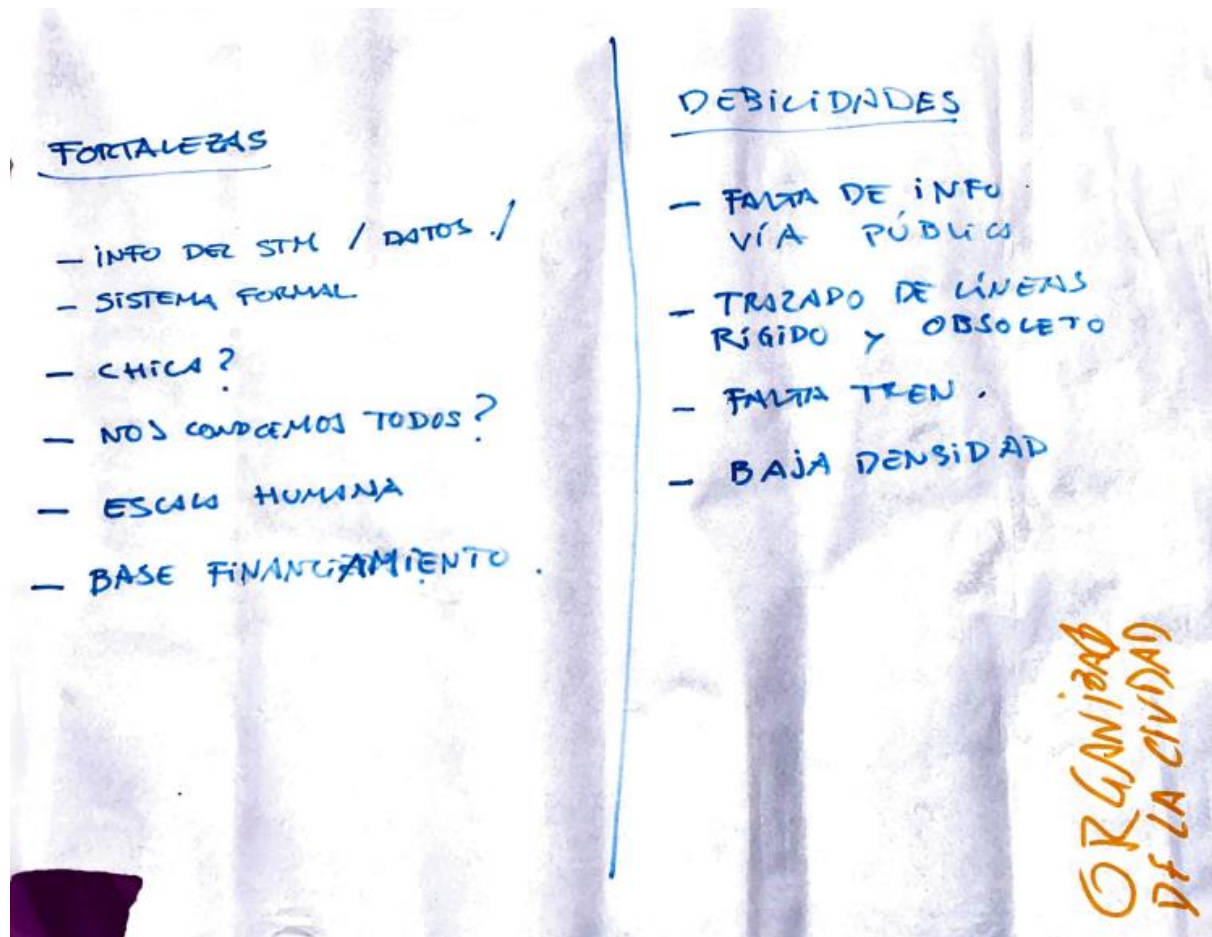 FORTALEZAS
- INFO DEL STM / DATOS ./
- SISTEMA FORMAL
- CHICA?
- NOS CONOCEMOS TODOS?
- ESCALA HUMANA
- BASE FINANCIAMIENTO .
DEBILIDADES
- FALTA DE INFO.
VÍA PÚBLICA
- TRAZADO DE LÍNEAS
RÍGIDO Y OBSOLETO
- FALTA TREN .
- BAJA DENSIDAD
DE LA CIUDAD